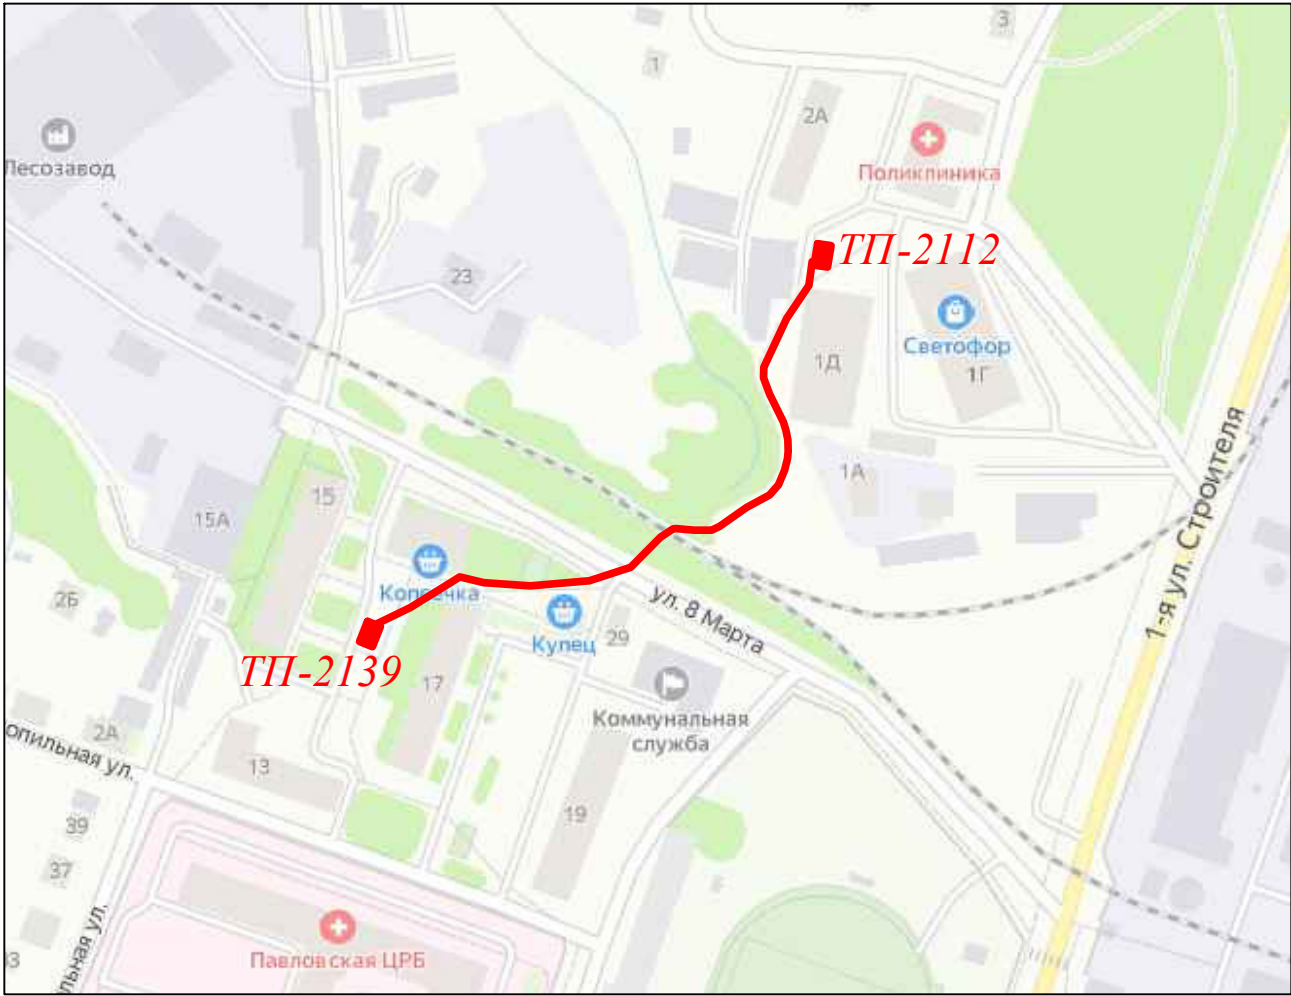 3
1
2А
Лесозавод
Поликлиника
ТП-2112
23
Светофор
1Г
1Д
1А
15
15А
1-я ул. Строителя
Копеечка
2Б
ул. 8 Марта
Купец
29
ТП-2139
17
Коммунальная
служба
2А
опильная ул.
13
19
39
37
льная ул.
Павловская ЦРБ
3